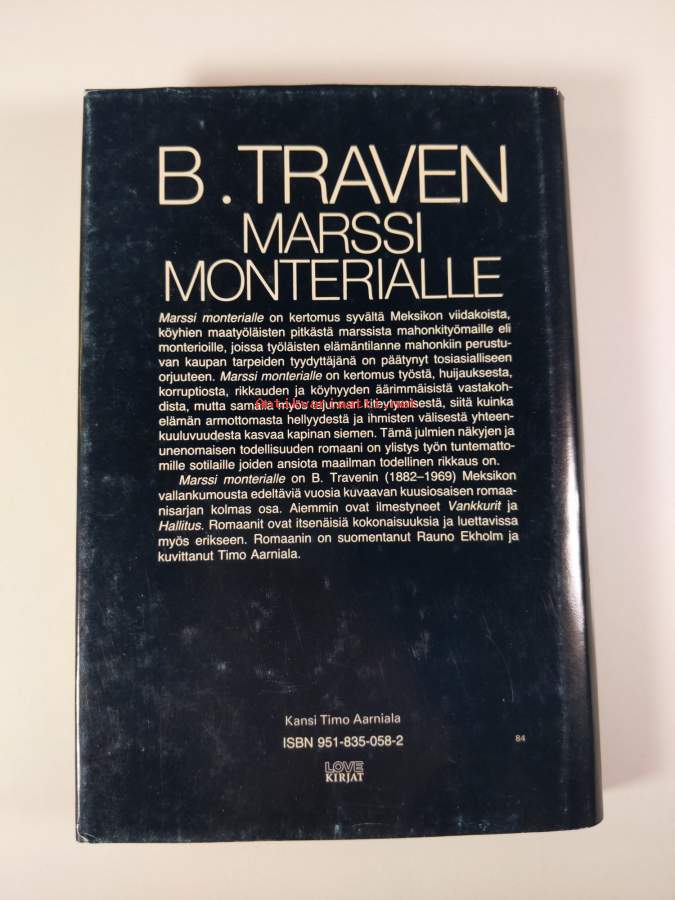 B. TRAVEN
MARSSI
MONTERIALLE
Marssi monterialle on kertomus syvältä Meksikon viidakoista,
köyhien maatyöläisten pitkästä marssista mahonkityömaille eli
monterioille, joissa työläisten elämäntilanne mahonkiin perustu-
van kaupan tarpeiden tyydyttäjänä on päätynyt tosiasialliseen
orjuuteen. Marssi monterialle on kertomus työstä, huijauksesta,
korruptiosta, rikkauden ja köyhyyden äärimmäisistä vastakoh-
dista, mutta samalla myös tiivistymisestä, siitä kuinka
elämän armottomasta hellyydestä ja ihmisten välisestä yhteen-
kuuluvuudesta kasvaa kapinan siemen. Tämä julmien näkyjen ja
unenomaisen todellisuuden romaani on ylistys työn tuntematto-
mille sotilaille joiden ansiota maailman todellinen rikkaus on.
Marssi monterialle on B. Travenin (1882–1969) Meksikon
vallankumousta edeltäviä vuosia kuvaavan kuusiosaisen romaa-
nisarjan kolmas osa. Aiemmin ovat ilmestyneet Vankkurit ja
Hallitus. Romaanit ovat itsenäisiä kokonaisuuksia ja luettavissa
myös erikseen. Romaanin on suomentanut Rauno Ekholm ja
kuvittanut Timo Aarniala.
Kansi Timo Aarniala
ISBN 951-835-058-2
84
LOVE
KIRJAT